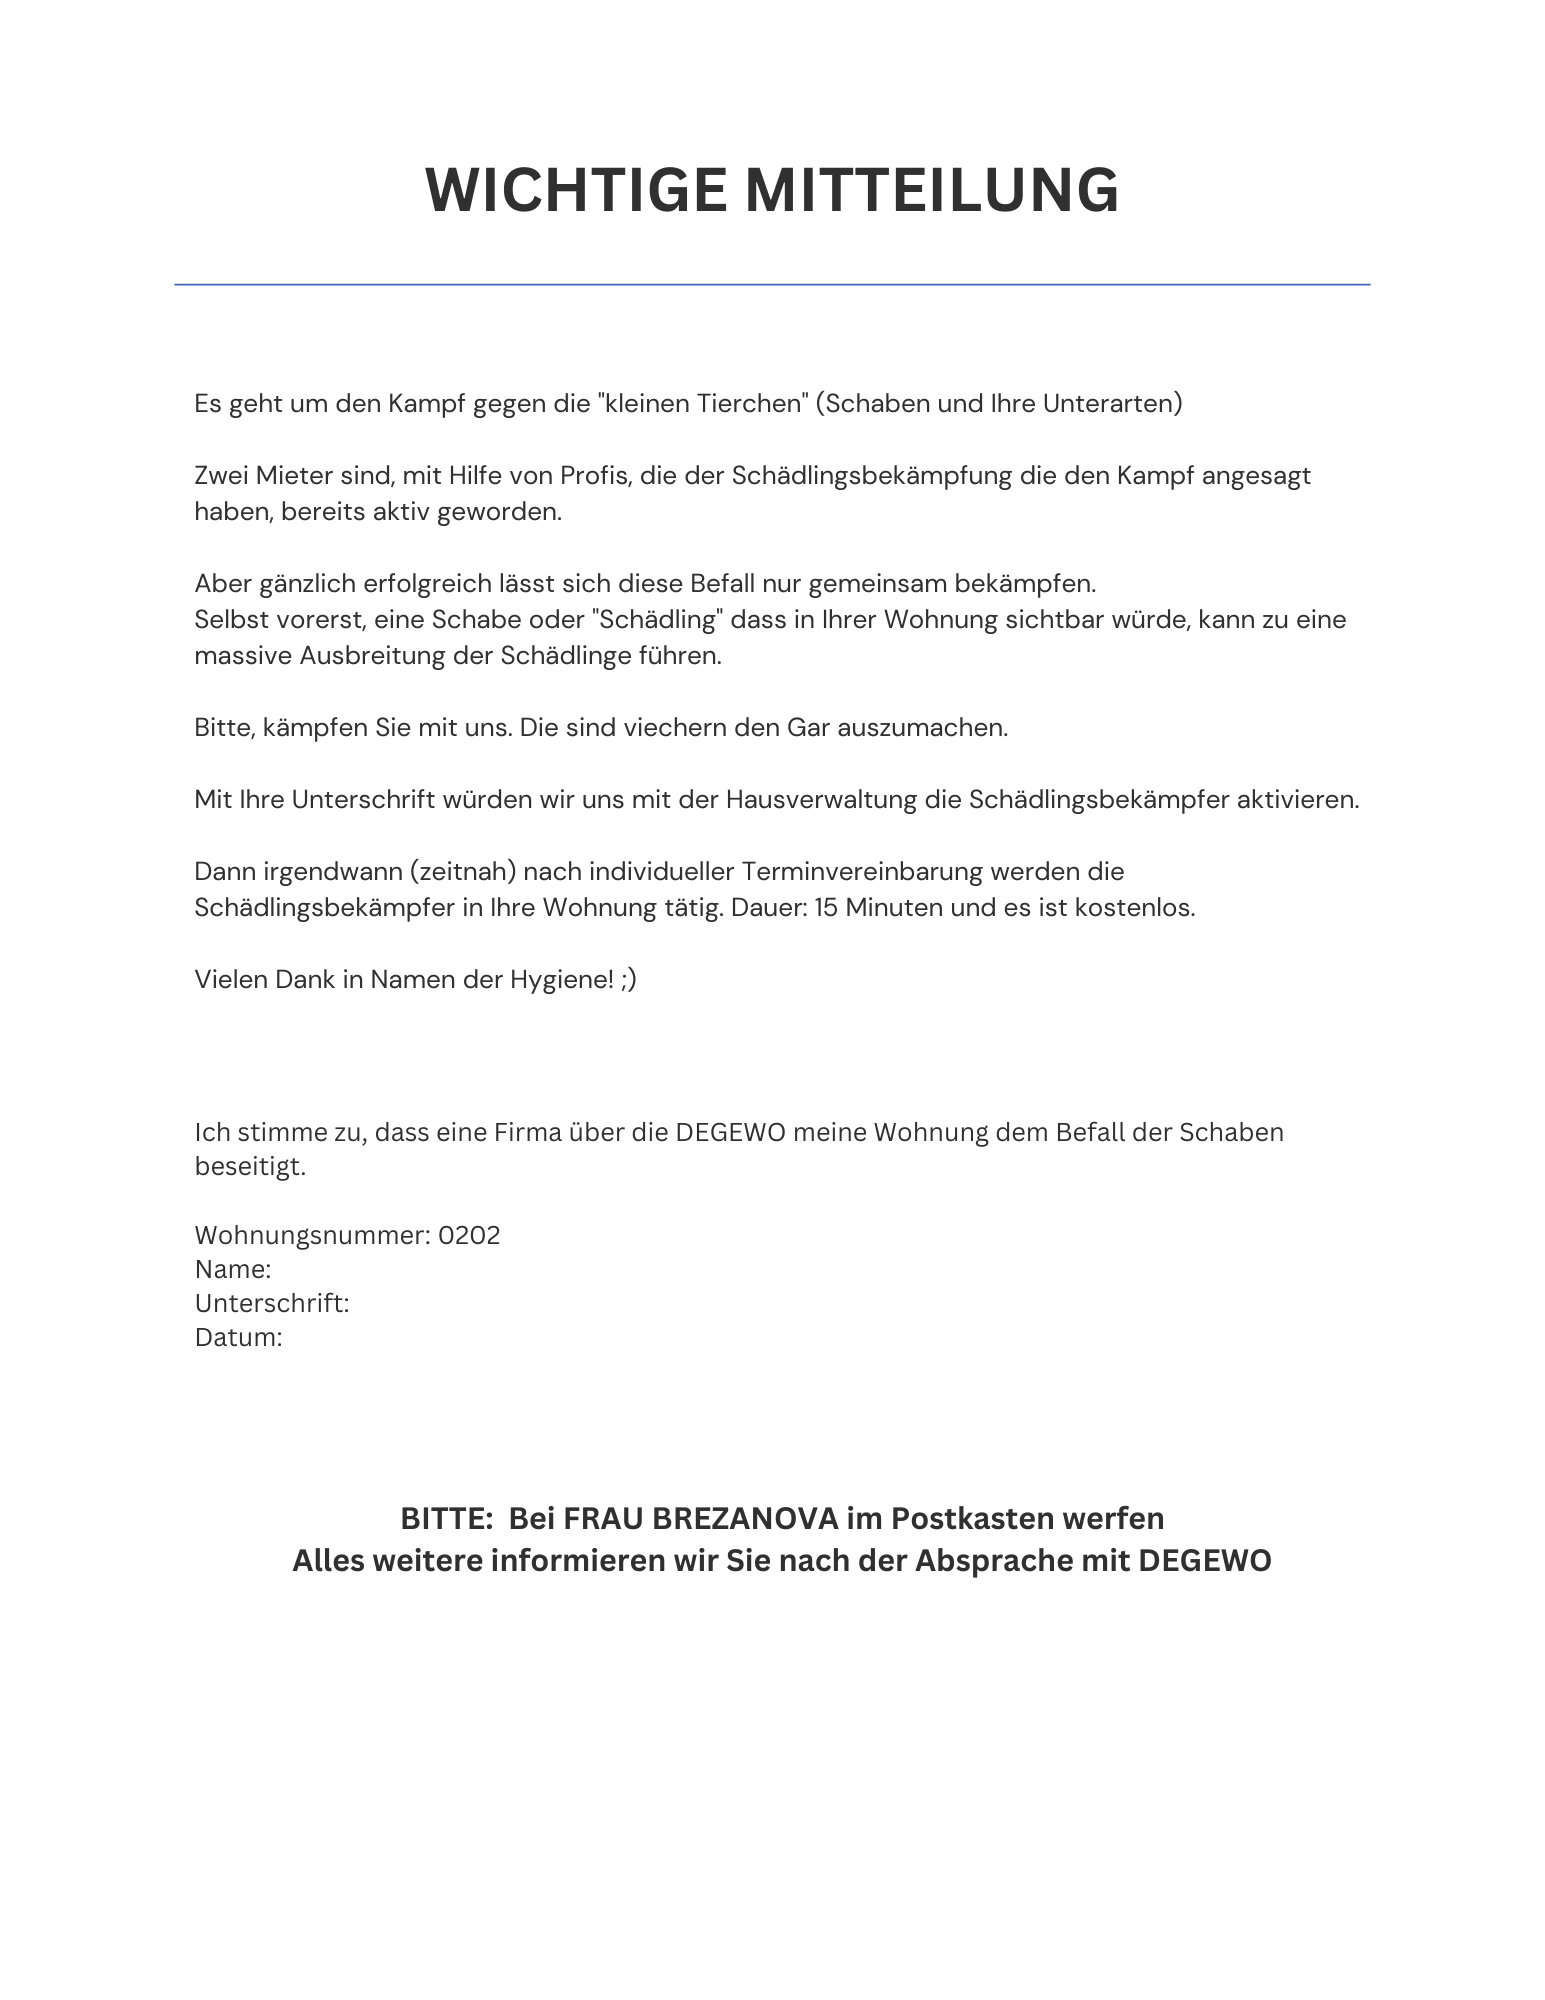 WICHTIGE MITTEILUNG
Es geht um den Kampf gegen die "kleinen Tierchen" (Schaben und Ihre Unterarten)
Zwei Mieter sind, mit Hilfe von Profis, die der Schädlingsbekämpfung die den Kampf angesagt
haben, bereits aktiv geworden.
Aber gänzlich erfolgreich lässt sich diese Befall nur gemeinsam bekämpfen.
Selbst vorerst, eine Schabe oder "Schädling" dass in Ihrer Wohnung sichtbar würde, kann zu eine
massive Ausbreitung der Schädlinge führen.
Bitte, kämpfen Sie mit uns. Die sind viechern den Gar auszumachen.
Mit Ihre Unterschrift würden wir uns mit der Hausverwaltung die Schädlingsbekämpfer aktivieren.
Dann irgendwann (zeitnah) nach individueller Terminvereinbarung werden die
Schädlingsbekämpfer in Ihre Wohnung tätig. Dauer: 15 Minuten und es ist kostenlos.
Vielen Dank in Namen der Hygiene! ;)
Ich stimme zu, dass eine Firma über die DEGEWO meine Wohnung dem Befall der Schaben
beseitigt.
Wohnungsnummer: 0202
Name:
Unterschrift:
Datum:
BITTE:  Bei FRAU BREZANOVA im Postkasten werfen
Alles weitere informieren wir Sie nach der Absprache mit DEGEWO